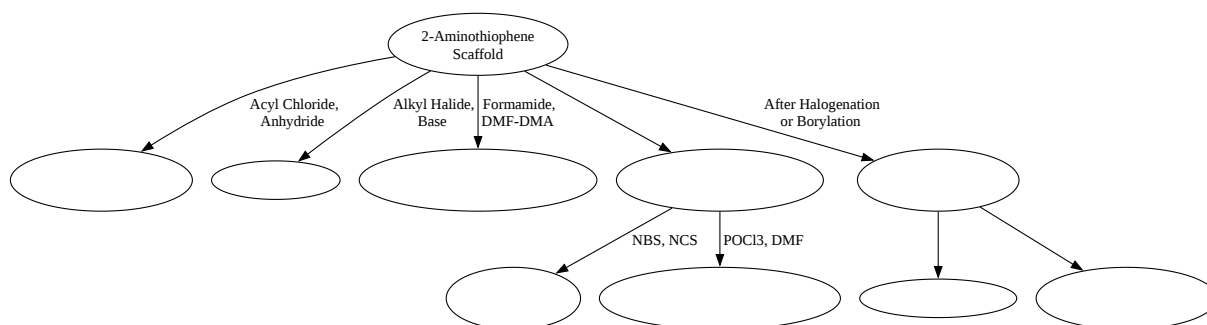 2-Aminothiophene
Scaffold
Acyl Chloride,
Anhydride
Alkyl Halide,
Base
Formamide,
DMF-DMA
After Halogenation
or Borylation
NBS, NCS
POCl3, DMF